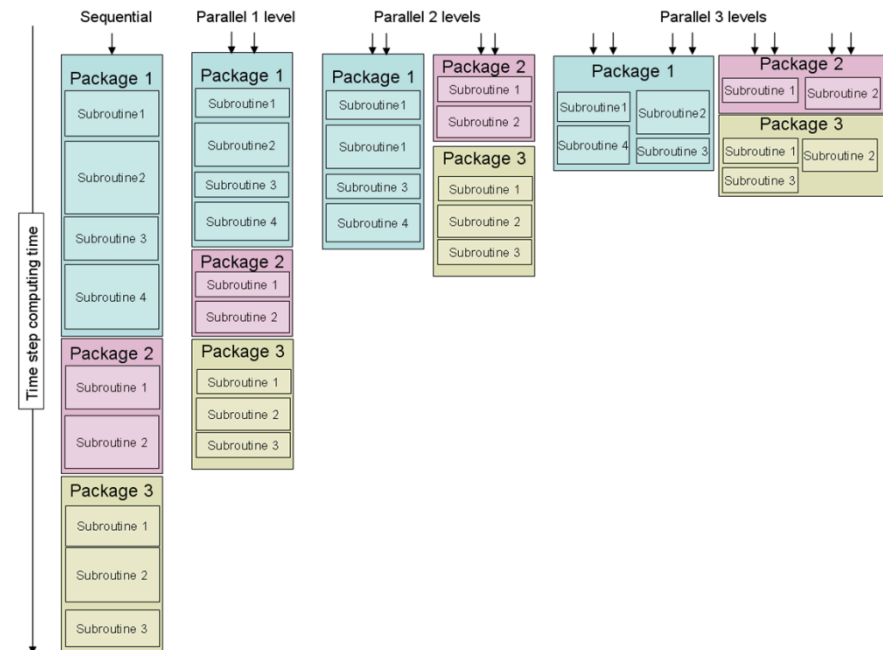 Sequential
Parallel 1 level
Parallel 2 levels
Parallel 3 levels
Time step computing time
Package 1
Subroutine1
Subroutine2
Subroutine 3
Subroutine 4
Package 2
Subroutine 1
Subroutine 2
Package 3
Subroutine 1
Subroutine 2
Subroutine 3
Package 1
Subroutine1
Subroutine2
Subroutine 3
Subroutine 4
Package 2
Subroutine 1
Subroutine 2
Package 3
Subroutine 1
Subroutine 2
Subroutine 3
Package 1
Subroutine1
Subroutine1
Subroutine 3
Subroutine 4
Package 2
Subroutine 1
Subroutine 2
Package 3
Subroutine 1
Subroutine 2
Subroutine 3
Package 1
Subroutine1
Subroutine2
Subroutine 4
Subroutine 3
Package 2
Subroutine 1
Subroutine 2
Package 3
Subroutine 1
Subroutine 2
Subroutine 3